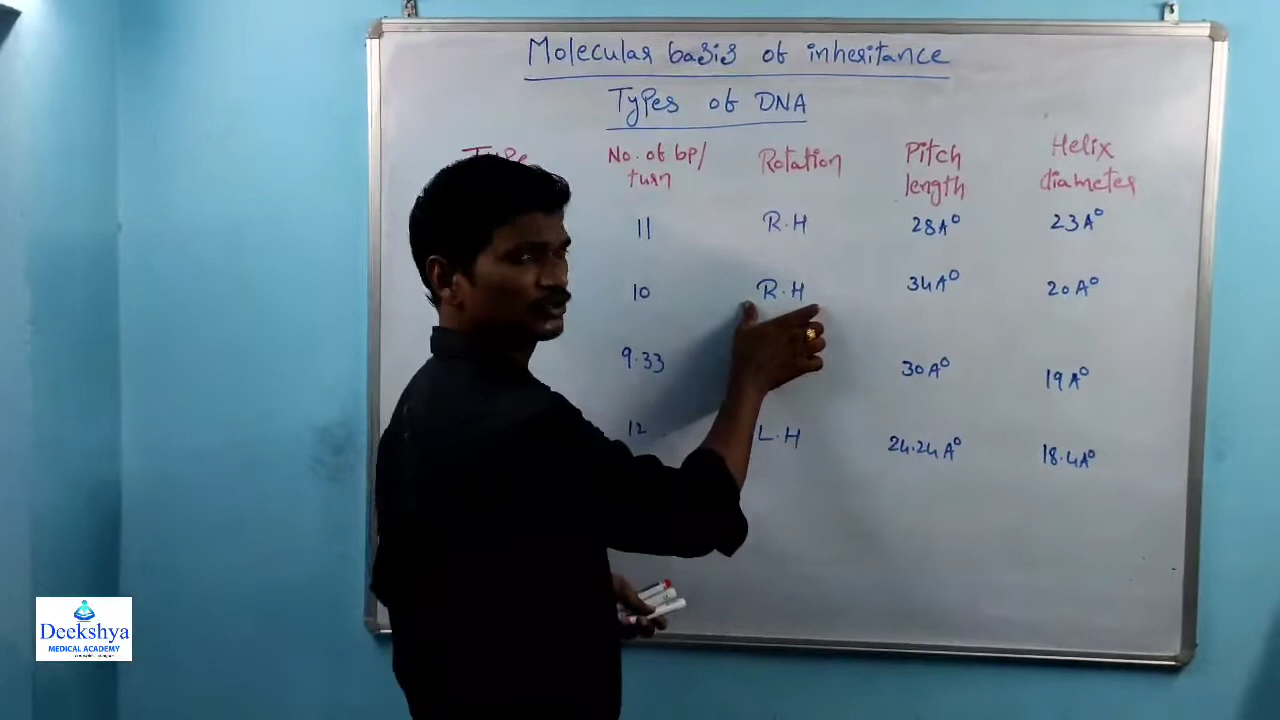 Molecular basis of inheritance
Types of DNA
Type No. of bp/ turn Rotation Pitch length Helix diameter
11 R.H 28A° 23A°
10 R.H 34A° 20A°
9.33 30A° 19A°
12 L.H 24.24A° 18.4A°
Deekshya
MEDICAL ACADEMY